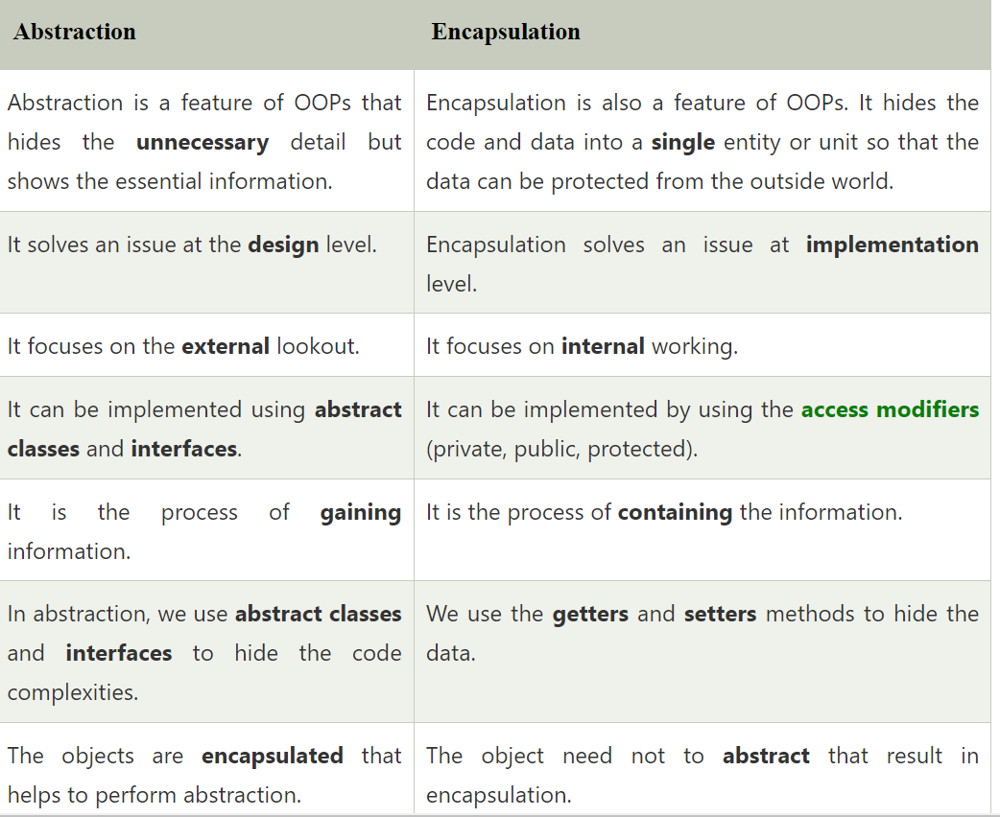 Abstraction
Encapsulation
Abstraction is a feature of OOPs that
hides the unnecessary detail but
shows the essential information.
Encapsulation is also a feature of OOPs. It hides the
code and data into a single entity or unit so that the
data can be protected from the outside world.
It solves an issue at the design level.
Encapsulation solves an issue at implementation
level.
It focuses on the external lookout.
It focuses on internal working.
It can be implemented using abstract
classes and interfaces.
It can be implemented by using the access modifiers
(private, public, protected).
It is the process of gaining
information.
It is the process of containing the information.
In abstraction, we use abstract classes
and interfaces to hide the code
complexities.
We use the getters and setters methods to hide the
data.
The objects are encapsulated that
helps to perform abstraction.
The object need not to abstract that result in
encapsulation.